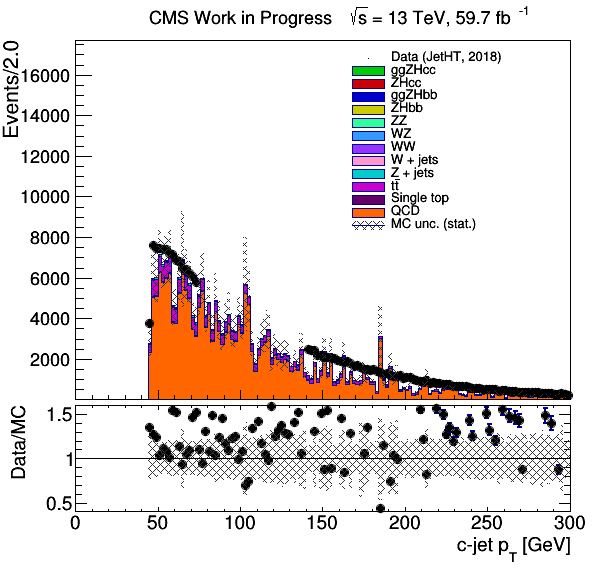 CMS Work in Progress √s = 13 TeV, 59.7 fb⁻¹
Events/2.0
16000
14000
12000
10000
8000
6000
4000
2000
Data (JetHT, 2018)
ggZHcc
ZHcc
ggZHbb
ZHbb
ZZ
WZ
WW
W + jets
Z + jets
tt̄
Single top
QCD
MC unc. (stat.)
Data/MC
1.5
1
0.5
0 50 100 150 200 250 300
c-jet p_T [GeV]